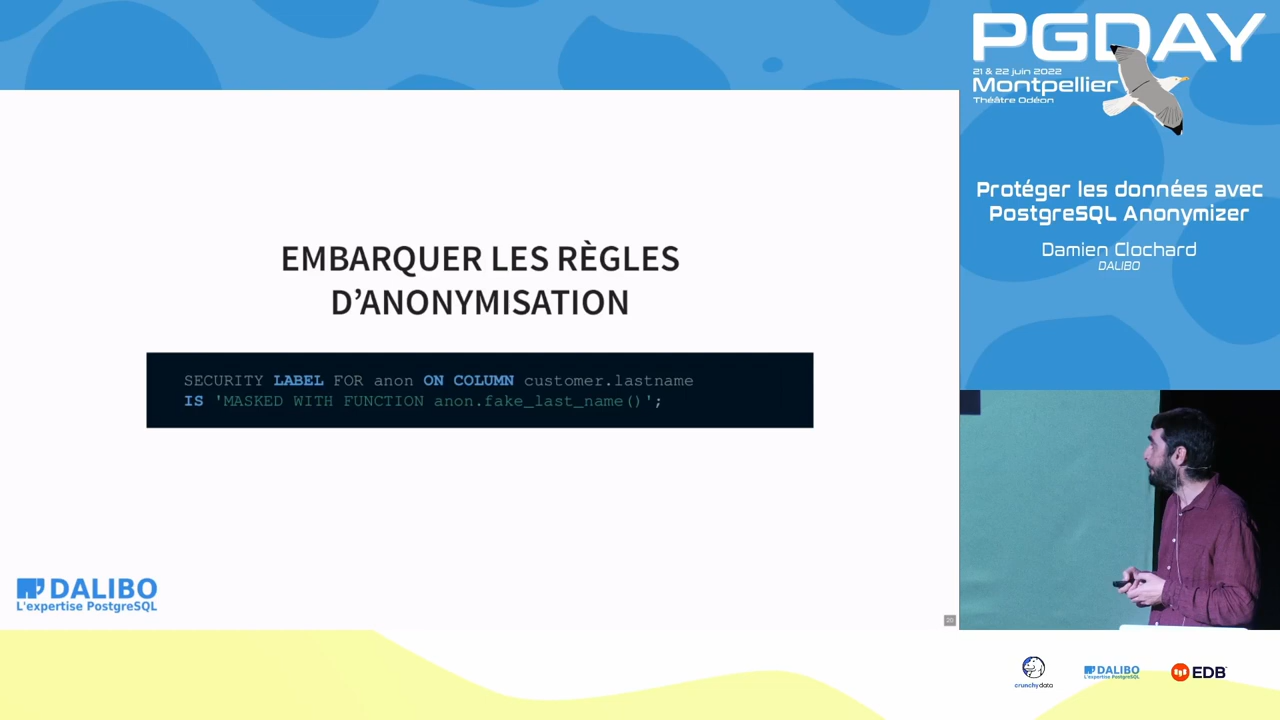 PGDAY
21 & 22 juin 2022
Montpellier
Théâtre Odéon
Protéger les données avec
PostgreSQL Anonymizer
Damien Clochard
DALIBO
EMBARQUER LES RÈGLES
D’ANONYMISATION
SECURITY LABEL FOR anon ON COLUMN customer.lastname
IS 'MASKED WITH FUNCTION anon.fake_last_name()';
DALIBO
L'expertise PostgreSQL
20
crunchydata
DALIBO
L'expertise PostgreSQL
EDB